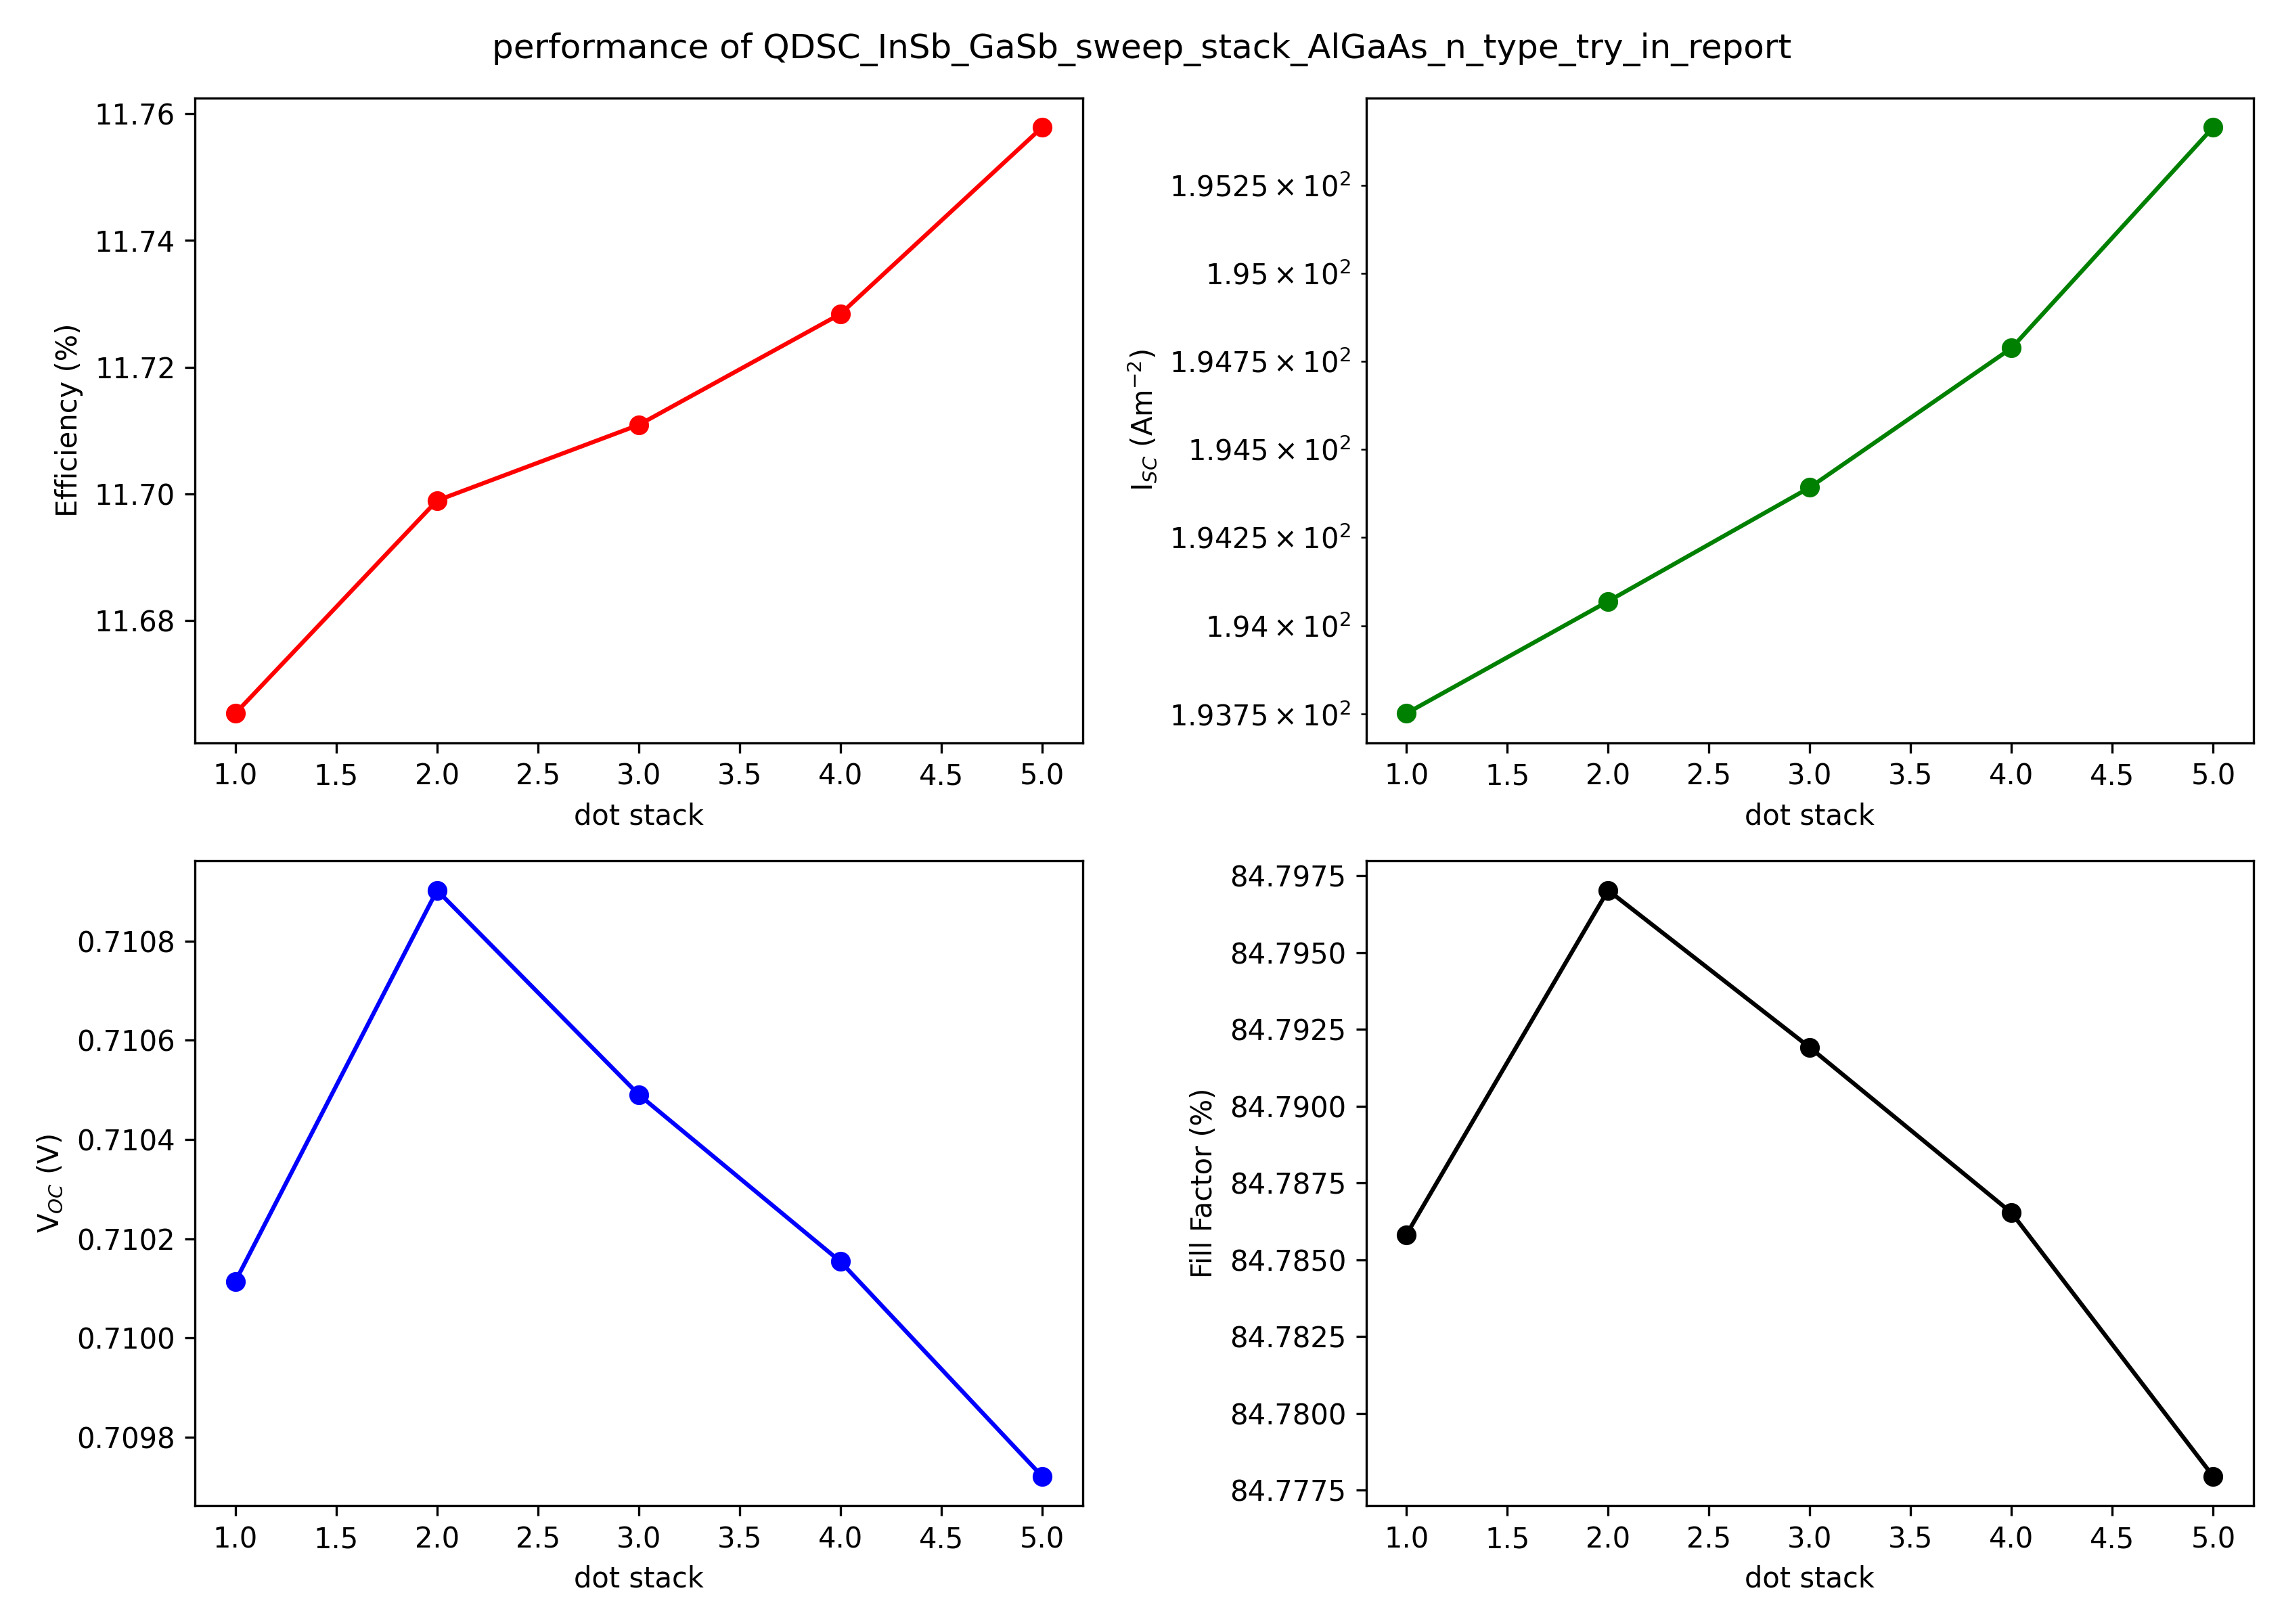 performance of QDSC_InSb_GaSb_sweep_stack_AlGaAs_n_type_try_in_report
11.76
11.74
11.72
11.70
11.68
Efficiency (%)
1.0 1.5 2.0 2.5 3.0 3.5 4.0 4.5 5.0
dot stack
1.9525 × 10²
1.95 × 10²
1.9475 × 10²
1.945 × 10²
1.9425 × 10²
1.94 × 10²
1.9375 × 10²
I_SC (Am⁻²)
1.0 1.5 2.0 2.5 3.0 3.5 4.0 4.5 5.0
dot stack
0.7108
0.7106
0.7104
0.7102
0.7100
0.7098
V_OC (V)
1.0 1.5 2.0 2.5 3.0 3.5 4.0 4.5 5.0
dot stack
84.7975
84.7950
84.7925
84.7900
84.7875
84.7850
84.7825
84.7800
84.7775
Fill Factor (%)
1.0 1.5 2.0 2.5 3.0 3.5 4.0 4.5 5.0
dot stack